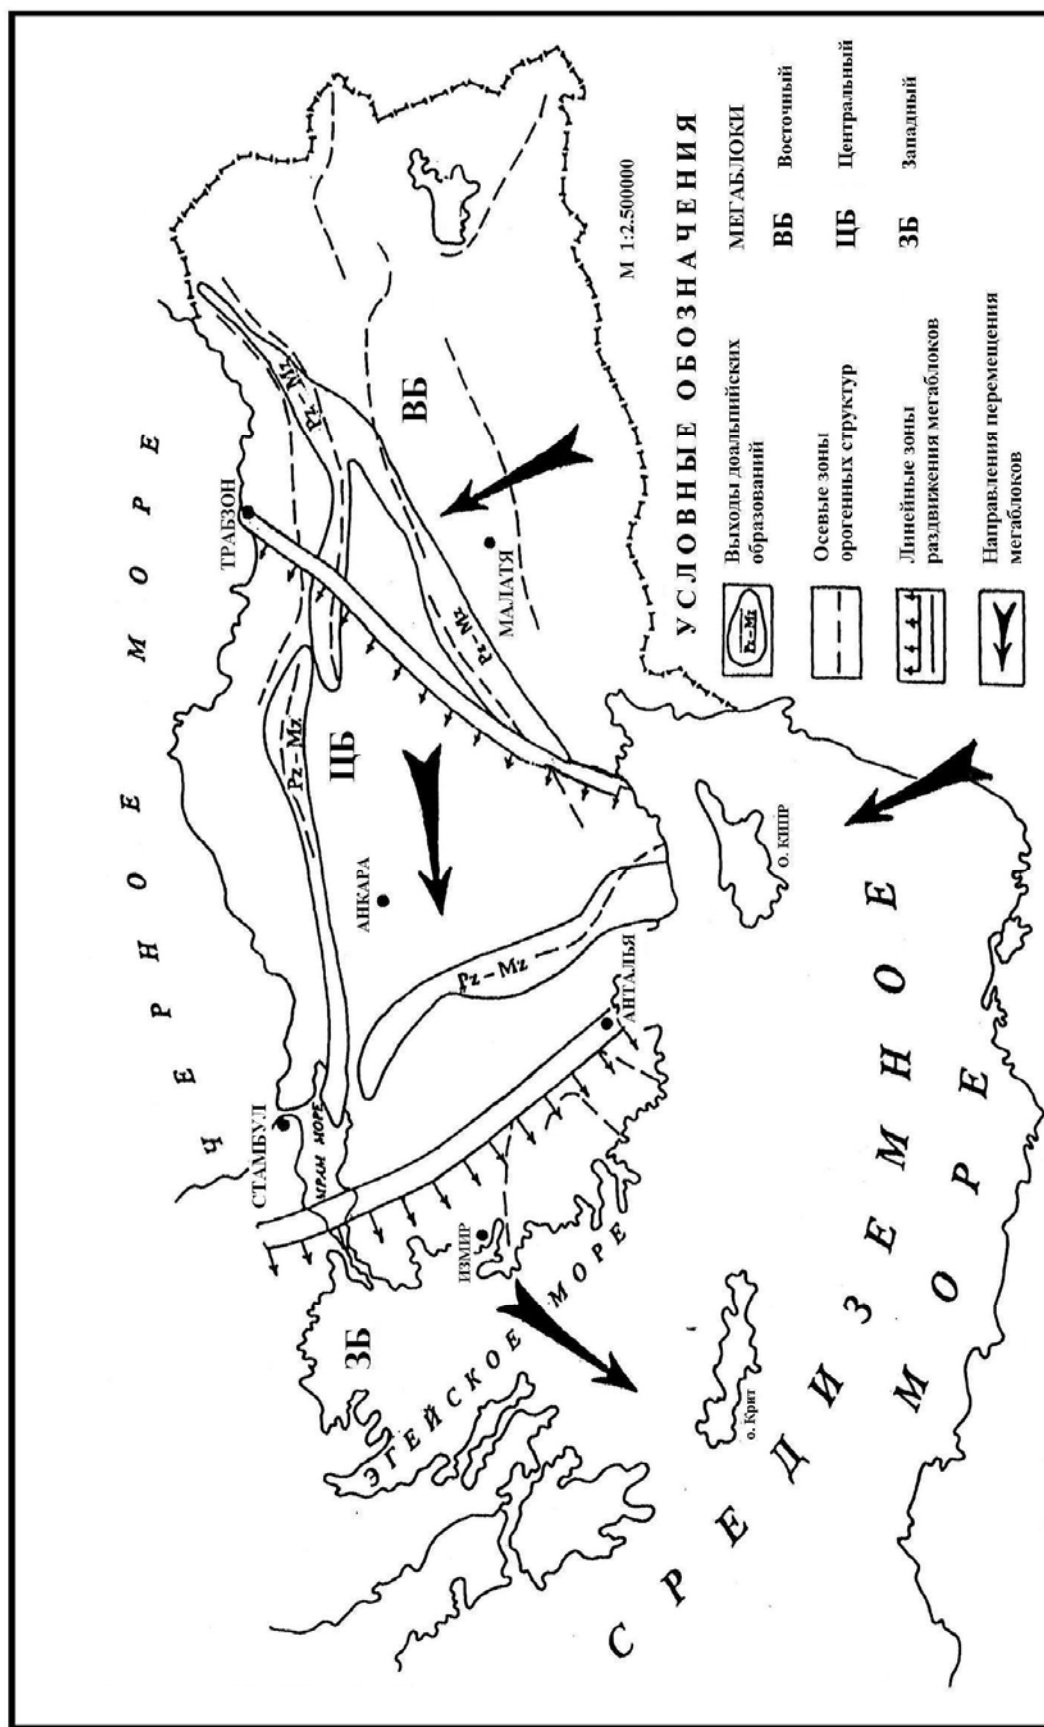 ЧЕРНОЕ МОРЕ
СТАМБУЛ
МРАМ МОРЕ
ТРАБЗОН
Pz – Mz
Pz – Mz
ЦБ
ВБ
ЗБ
АНКАРА
Pz – Mz
Pz – Mz
МАЛАТЯ
ИЗМИР
АНТАЛЬЯ
ЭГЕЙСКОЕ МОРЕ
о. Крит
О. КИПР
СРЕДИЗЕМНОЕ
МОРЕ
М 1:2.500000
УСЛОВНЫЕ ОБОЗНАЧЕНИЯ
Pz – Mz
Выходы доальпийских
образований
Осевые зоны
орогенных структур
Линейные зоны
раздвижения мегаблоков
Направления перемещения
мегаблоков
МЕГАБЛОКИ
ВБ Восточный
ЦБ Центральный
ЗБ Западный